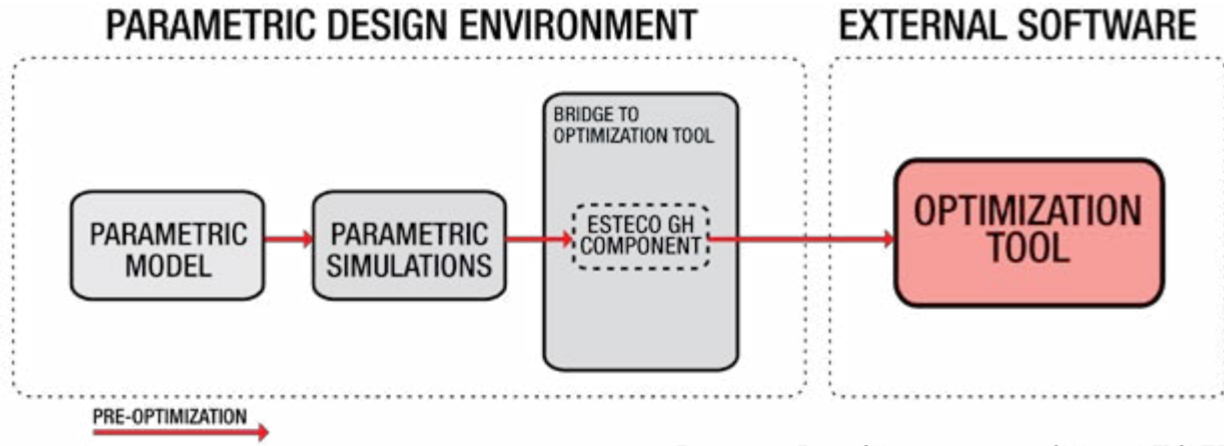 PARAMETRIC DESIGN ENVIRONMENT
EXTERNAL SOFTWARE
BRIDGE TO
OPTIMIZATION TOOL
PARAMETRIC
MODEL
PARAMETRIC
SIMULATIONS
ESTECO GH
COMPONENT
OPTIMIZATION
TOOL
PRE-OPTIMIZATION